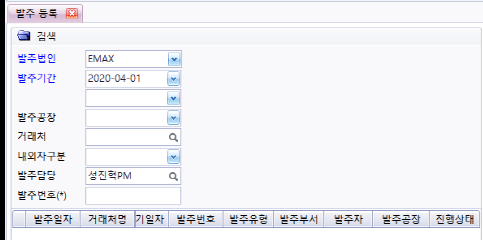 발주 등록
검색
발주법인 EMAX
발주기간 2020-04-01
발주공장
거래처
내외자구분
발주담당 성진혁PM
발주번호(*)
발주일자 거래처명 기일자 발주번호 발주유형 발주부서 발주자 발주공장 진행상태